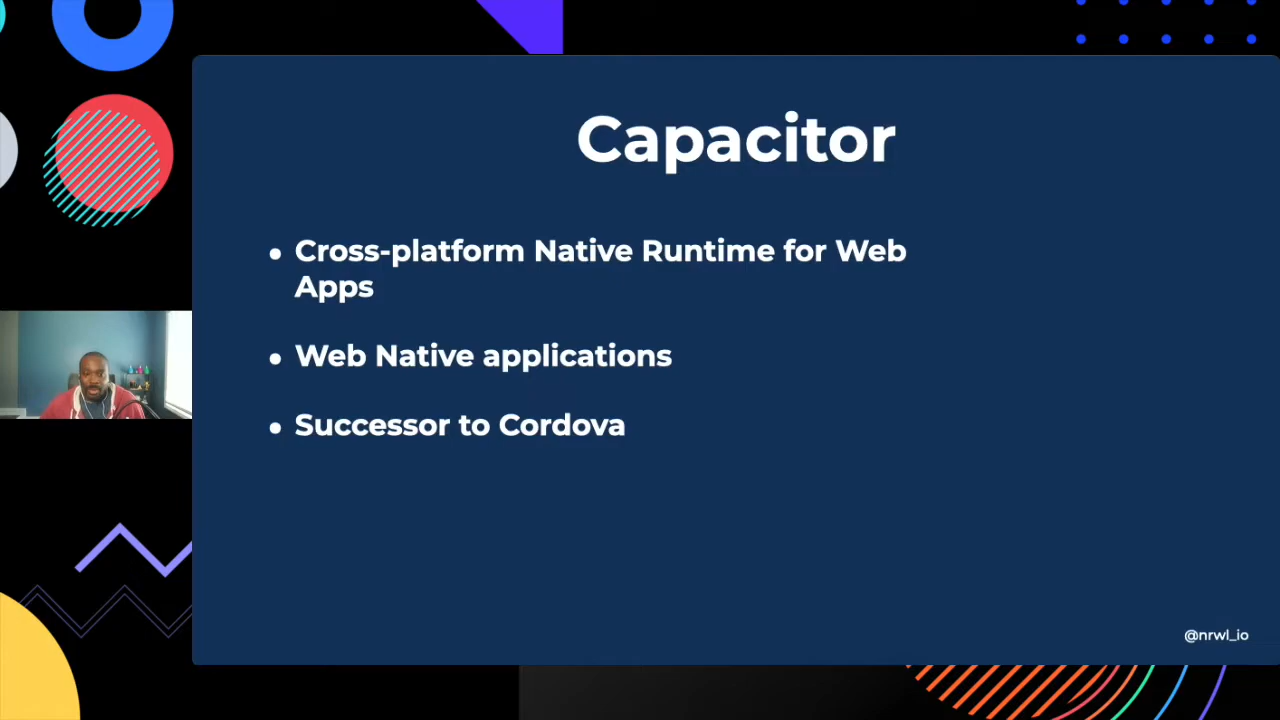 Capacitor
• Cross-platform Native Runtime for Web
Apps
• Web Native applications
• Successor to Cordova
@nrwl_io